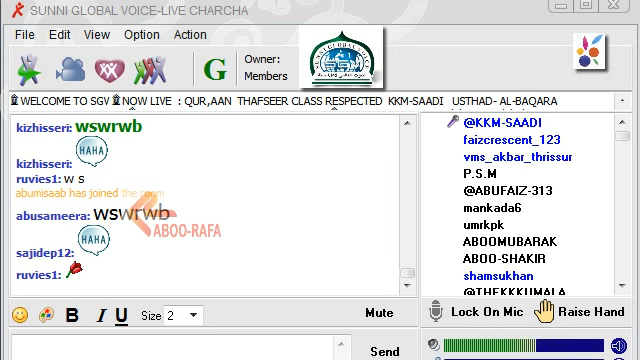 SUNNI GLOBAL VOICE-LIVE CHARCHA
File Edit View Option Action
G Owner:
Members
WELCOME TO SGV NOW LIVE : QUR,AAN THAFSEER CLASS RESPECTED KKM-SAADI USTHAD- AL-BAQARA
kizhisseri: wswrwb
HAHA
kizhisseri:
ruvies1: w s
abumisaab has joined the room
abusameera: wswrwb
ABOO-RAFA
HAHA
sajidep12:
ruvies1:
@KKM-SAADI
faizcrescent_123
vms_akbar_thrissur
P.S.M
@ABUFAIZ-313
mankada6
umrkpk
ABOOMUBARAK
ABOO-SHAKIR
shamsukhan
@THEKKKUMALA
B I U Size 2 Mute
Lock On Mic Raise Hand
Send